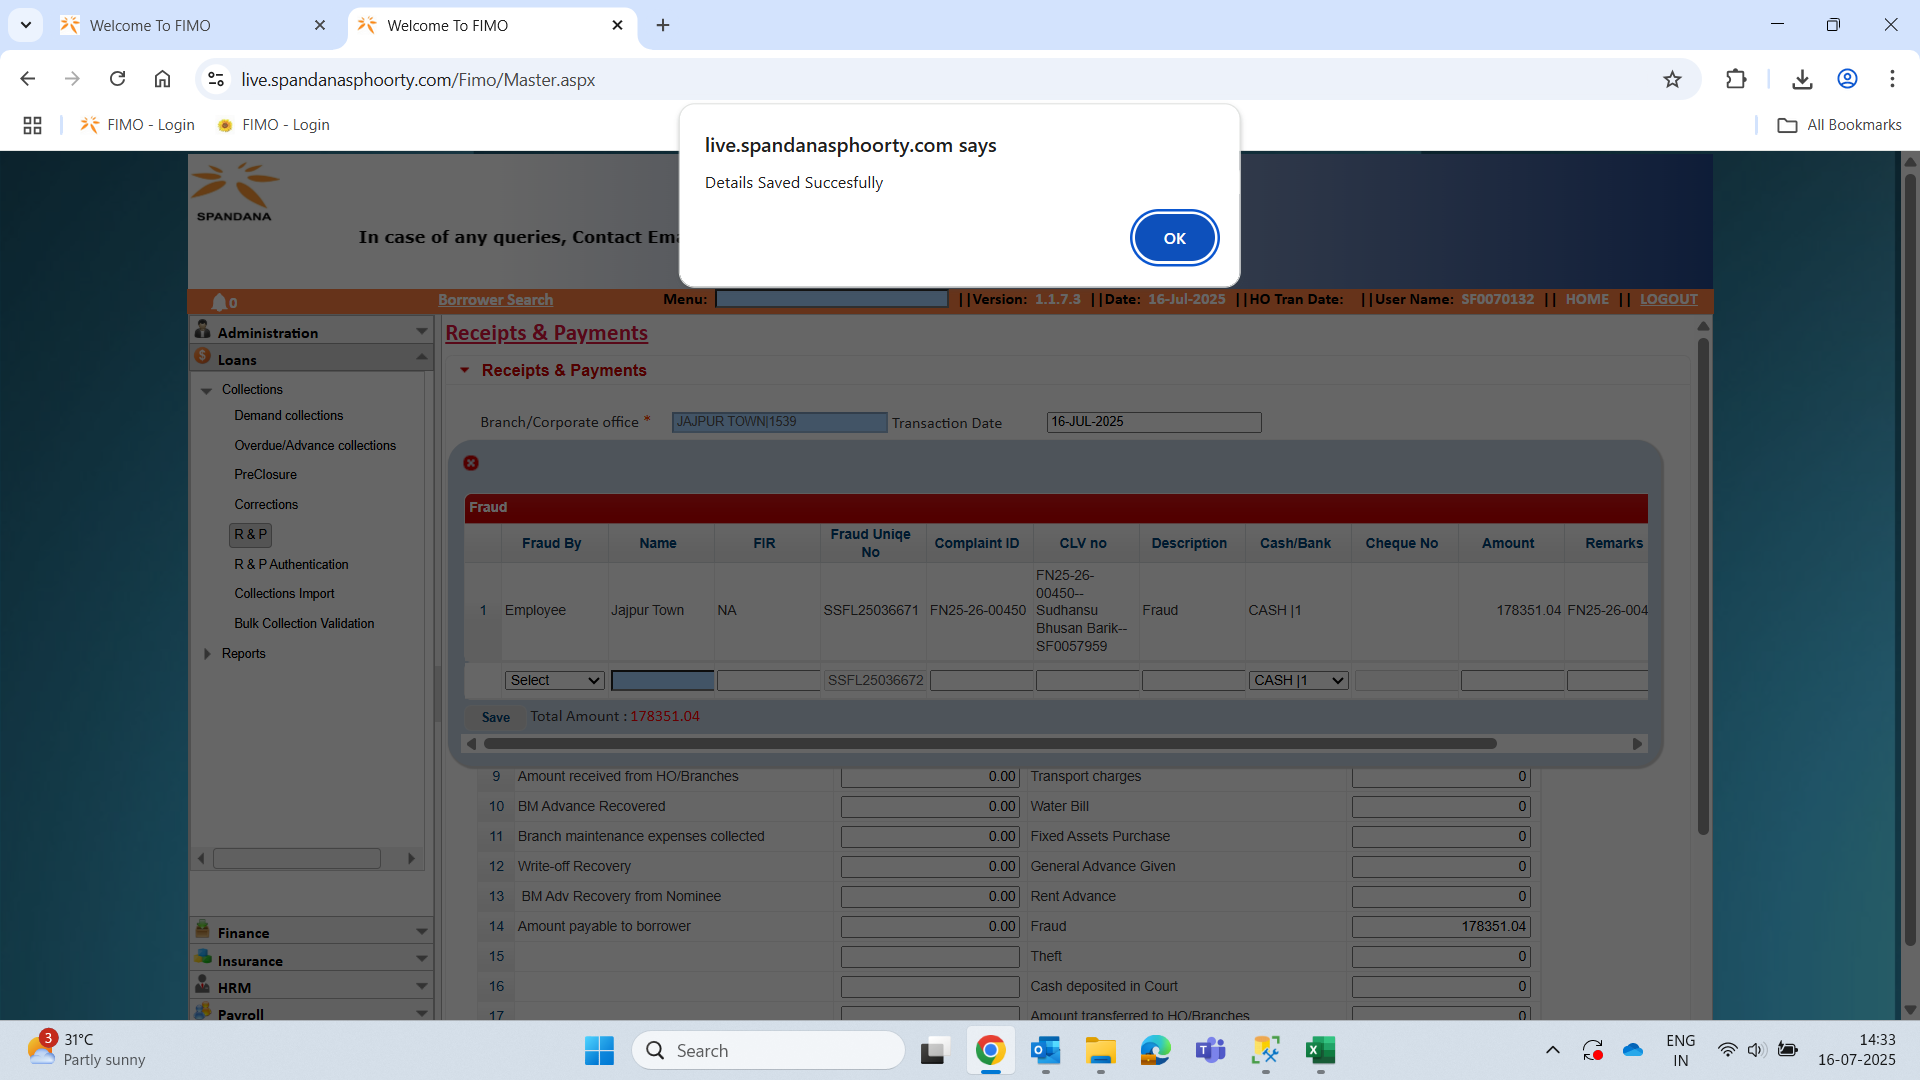 Welcome To FIMO
Welcome To FIMO
live.spandanasphoorty.com/Fimo/Master.aspx
FIMO - Login
FIMO - Login
All Bookmarks
live.spandanasphoorty.com says
Details Saved Succesfully
OK
SPANDANA
In case of any queries, Contact Ema
0
Borrower Search
Menu:
||Version: 1.1.7.3 ||Date: 16-Jul-2025 ||HO Tran Date: ||User Name: SF0070132 || HOME || LOGOUT
Administration
Loans
Collections
Demand collections
Overdue/Advance collections
PreClosure
Corrections
R & P
R & P Authentication
Collections Import
Bulk Collection Validation
Reports
Finance
Insurance
HRM
Payroll
Receipts & Payments
Receipts & Payments
Branch/Corporate office * JAJPUR TOWN|1539 Transaction Date 16-JUL-2025
Fraud
Fraud By Name FIR Fraud Uniqe No Complaint ID CLV no Description Cash/Bank Cheque No Amount Remarks
1 Employee Jajpur Town NA SSFL25036671 FN25-26-00450 FN25-26-00450--Sudhansu Bhusan Barik--SF0057959 Fraud CASH |1 178351.04 FN25-26-004
Select SSFL25036672 CASH |1
Save Total Amount : 178351.04
9 Amount received from HO/Branches 0.00 Transport charges 0
10 BM Advance Recovered 0.00 Water Bill 0
11 Branch maintenance expenses collected 0.00 Fixed Assets Purchase 0
12 Write-off Recovery 0.00 General Advance Given 0
13 BM Adv Recovery from Nominee 0.00 Rent Advance 0
14 Amount payable to borrower 0.00 Fraud 178351.04
15 Theft 0
16 Cash deposited in Court 0
17 Amount transferred to HO/Branches 0
3
31°C
Partly sunny
Search
ENG
IN
14:33
16-07-2025